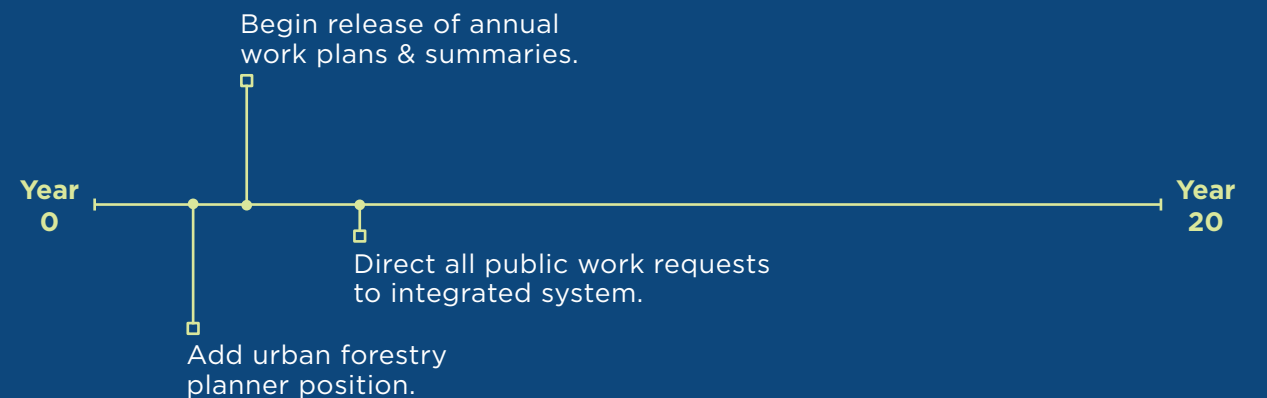 Begin release of annual
work plans & summaries.
Year
0
Year
20
Direct all public work requests
to integrated system.
Add urban forestry
planner position.